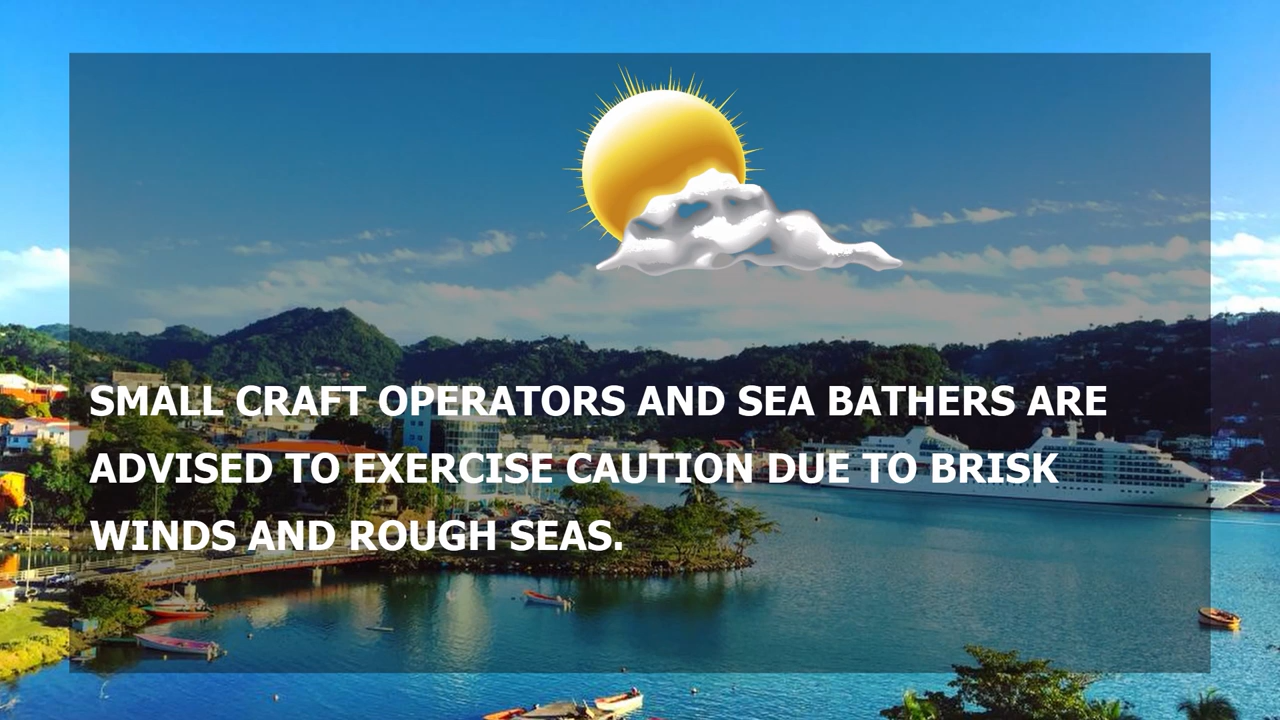 SMALL CRAFT OPERATORS AND SEA BATHERS ARE
ADVISED TO EXERCISE CAUTION DUE TO BRISK
WINDS AND ROUGH SEAS.